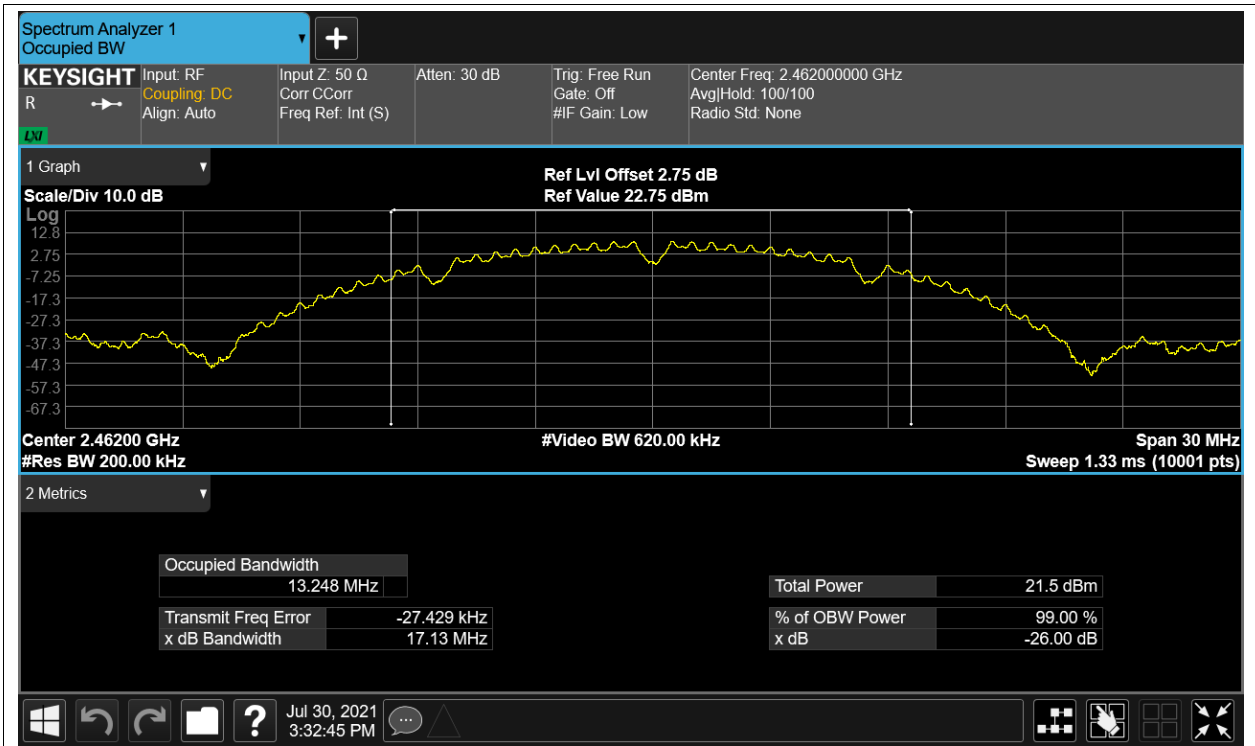 Spectrum Analyzer 1
Occupied BW
KEYSIGHT
R
LXI
Input: RF
Coupling: DC
Align: Auto
Input Z: 50 Ω
Corr CCorr
Freq Ref: Int (S)
Atten: 30 dB
Trig: Free Run
Gate: Off
#IF Gain: Low
Center Freq: 2.462000000 GHz
Avg|Hold: 100/100
Radio Std: None
1 Graph
Scale/Div 10.0 dB
Ref Lvl Offset 2.75 dB
Ref Value 22.75 dBm
Log
12.8
2.75
-7.25
-17.3
-27.3
-37.3
-47.3
-57.3
-67.3
Center 2.46200 GHz
#Video BW 620.00 kHz
Span 30 MHz
#Res BW 200.00 kHz
Sweep 1.33 ms (10001 pts)
2 Metrics
Occupied Bandwidth
13.248 MHz
Total Power 21.5 dBm
Transmit Freq Error -27.429 kHz
% of OBW Power 99.00 %
x dB Bandwidth 17.13 MHz
x dB -26.00 dB
?
Jul 30, 2021
3:32:45 PM